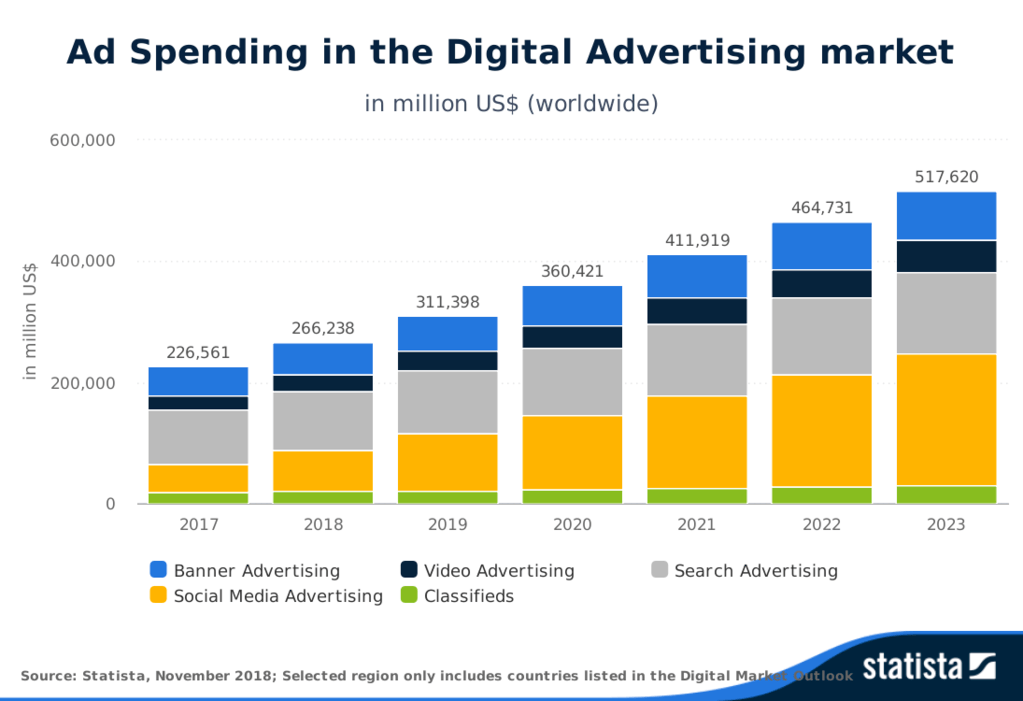 Ad Spending in the Digital Advertising market
in million US$ (worldwide)
in million US$
600,000
400,000
200,000
0
226,561
266,238
311,398
360,421
411,919
464,731
517,620
2017 2018 2019 2020 2021 2022 2023
Banner Advertising Video Advertising Search Advertising
Social Media Advertising Classifieds
Source: Statista, November 2018; Selected region only includes countries listed in the Digital Market Outlook
statista